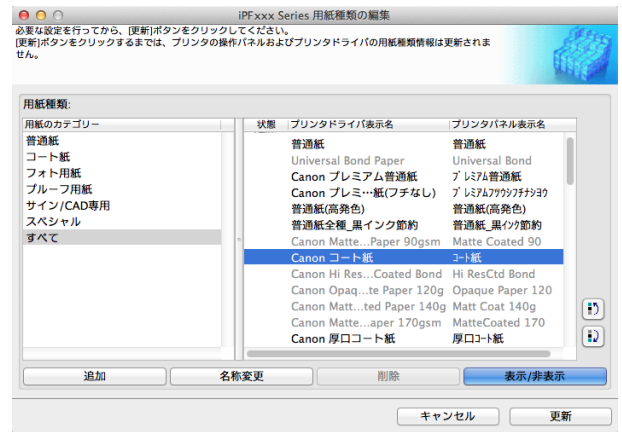 iPFxxx Series 用紙種類の編集
必要な設定を行ってから、[更新]ボタンをクリックしてください。
[更新]ボタンをクリックするまでは、プリンタの操作パネルおよびプリンタドライバの用紙種類情報は更新されま
せん。
用紙種類:
用紙のカテゴリー
普通紙
コート紙
フォト用紙
プルーフ用紙
サイン/CAD専用
スペシャル
すべて
状態 プリンタドライバ表示名 プリンタパネル表示名
普通紙 普通紙
Universal Bond Paper Universal Bond
Canon プレミアム普通紙 プレミアム普通紙
Canon プレミ…紙(フチなし) プレミアムフツウシフチナシヨウ
普通紙(高発色) 普通紙(高発色)
普通紙全種_黒インク節約 普通紙_黒インク節約
Canon Matte...Paper 90gsm Matte Coated 90
Canon コート紙 コート紙
Canon Hi Res...Coated Bond Hi ResCtd Bond
Canon Opaq...te Paper 120g Opaque Paper 120
Canon Matt...ted Paper 140g Matt Coat 140g
Canon Matte...aper 170gsm MatteCoated 170
Canon 厚口コート紙 厚口コート紙
追加 名称変更 削除 表示/非表示
キャンセル 更新